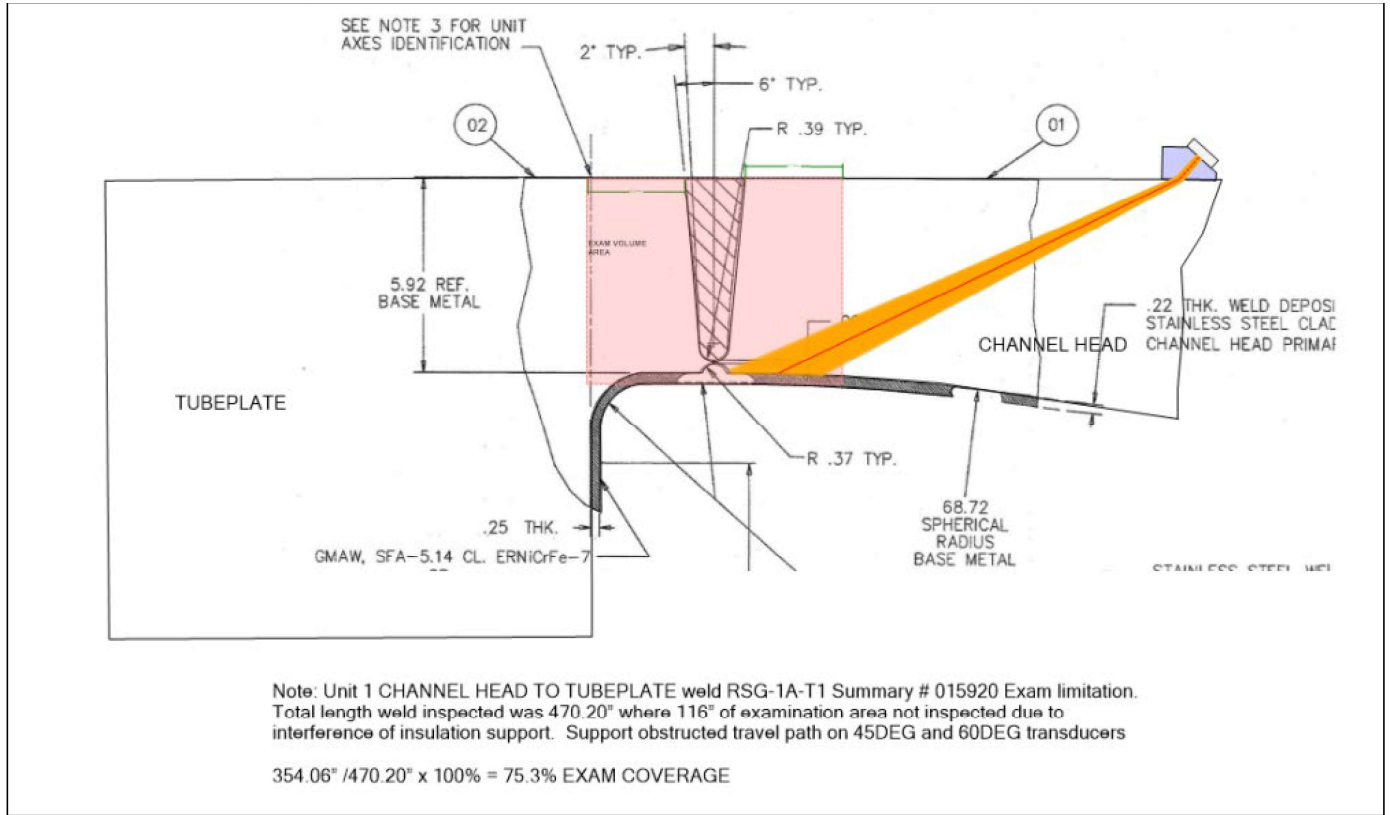 SEE NOTE 3 FOR UNIT
AXES IDENTIFICATION
2° TYP.
6° TYP.
R .39 TYP.
02
01
EXAM VOLUME
AREA
5.92 REF.
BASE METAL
.22 THK. WELD DEPOSI
STAINLESS STEEL CLAD
CHANNEL HEAD PRIMAR
CHANNEL HEAD
TUBEPLATE
R .37 TYP.
68.72
SPHERICAL
RADIUS
BASE METAL
.25 THK.
GMAW, SFA-5.14 CL. ERNiCrFe-7
STAINLESS STEEL WEL
Note: Unit 1 CHANNEL HEAD TO TUBEPLATE weld RSG-1A-T1 Summary # 015920 Exam limitation.
Total length weld inspected was 470.20" where 116" of examination area not inspected due to
interference of insulation support. Support obstructed travel path on 45DEG and 60DEG transducers
354.06" /470.20" x 100% = 75.3% EXAM COVERAGE